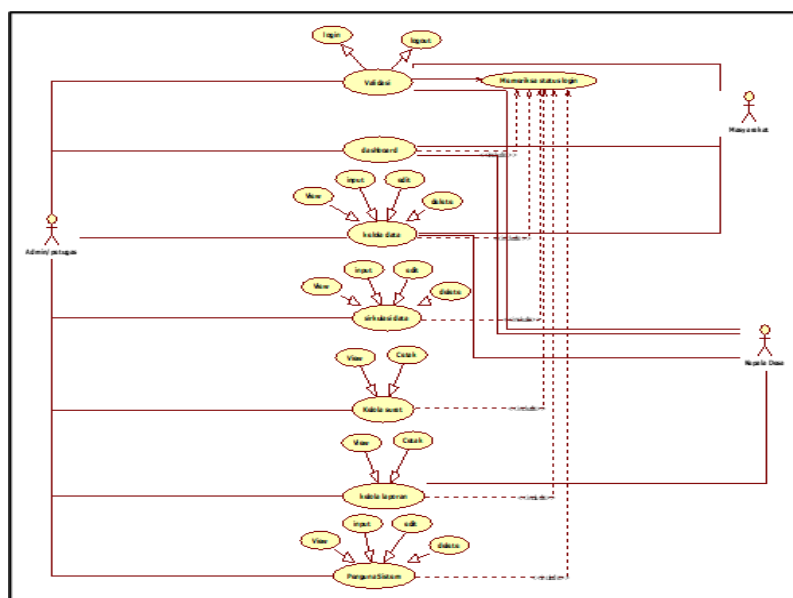 login
logout
Validasi
Memeriksa status login
Masyarakat
dashboard
<<include>>
View
input
edit
delete
kelola data
<<include>>
Admin/petugas
View
input
edit
delete
sirkulasi data
<<include>>
Kepala Desa
View
Cetak
Kelola surat
<<include>>
View
Cetak
kelola laporan
<<include>>
View
input
edit
delete
Penguna Sistem
<<include>>